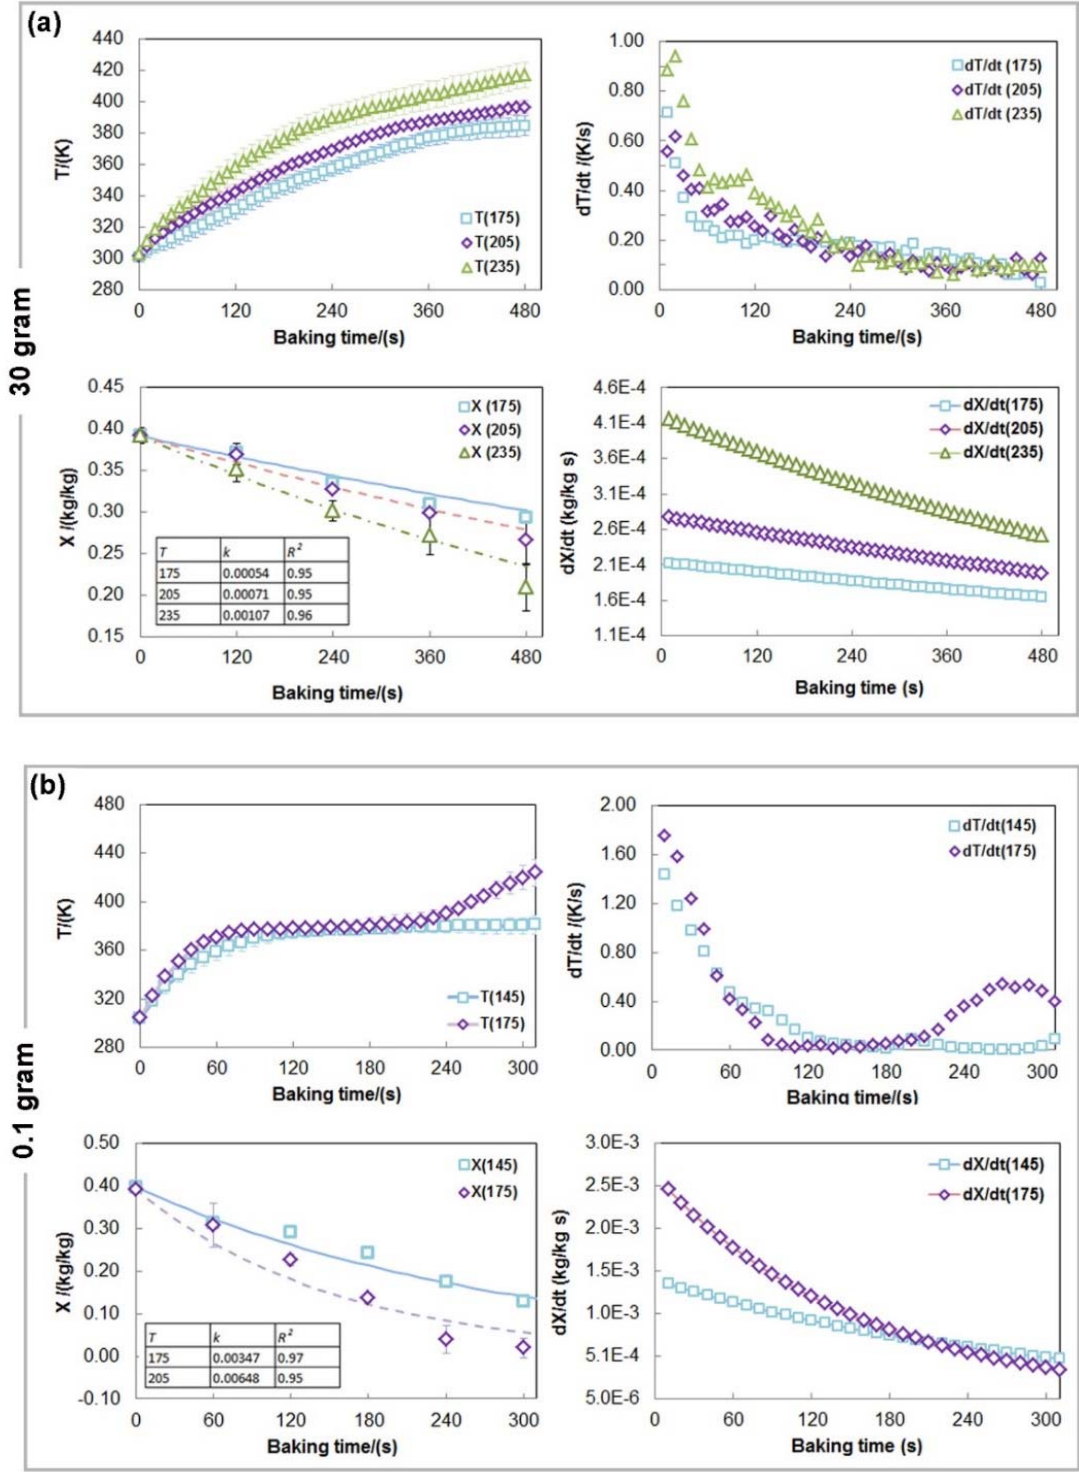 (a)
30 gram
440
420
400
380
360
340
320
300
280
T/(K)
T(175)
T(205)
T(235)
0 120 240 360 480
Baking time/(s)
1.00
0.80
0.60
0.40
0.20
0.00
dT/dt /(K/s)
dT/dt (175)
dT/dt (205)
dT/dt (235)
0 120 240 360 480
Baking time/(s)
0.45
0.40
0.35
0.30
0.25
0.20
0.15
X /(kg/kg)
X (175)
X (205)
X (235)
T k R²
175 0.00054 0.95
205 0.00071 0.95
235 0.00107 0.96
0 120 240 360 480
Baking time/(s)
4.6E-4
4.1E-4
3.6E-4
3.1E-4
2.6E-4
2.1E-4
1.6E-4
1.1E-4
dX/dt (kg/kg s)
dX/dt(175)
dX/dt(205)
dX/dt(235)
0 120 240 360 480
Baking time (s)
(b)
0.1 gram
480
440
400
360
320
280
T/(K)
T(145)
T(175)
0 60 120 180 240 300
Baking time/(s)
2.00
1.60
1.20
0.80
0.40
0.00
dT/dt /(K/s)
dT/dt(145)
dT/dt(175)
0 60 120 180 240 300
Baking time/(s)
0.50
0.40
0.30
0.20
0.10
0.00
-0.10
X /(kg/kg)
X(145)
X(175)
T k R²
175 0.00347 0.97
205 0.00648 0.95
0 60 120 180 240 300
Baking time/(s)
3.0E-3
2.5E-3
2.0E-3
1.5E-3
1.0E-3
5.1E-4
5.0E-6
dX/dt (kg/kg s)
dX/dt(145)
dX/dt(175)
0 60 120 180 240 300
Baking time (s)